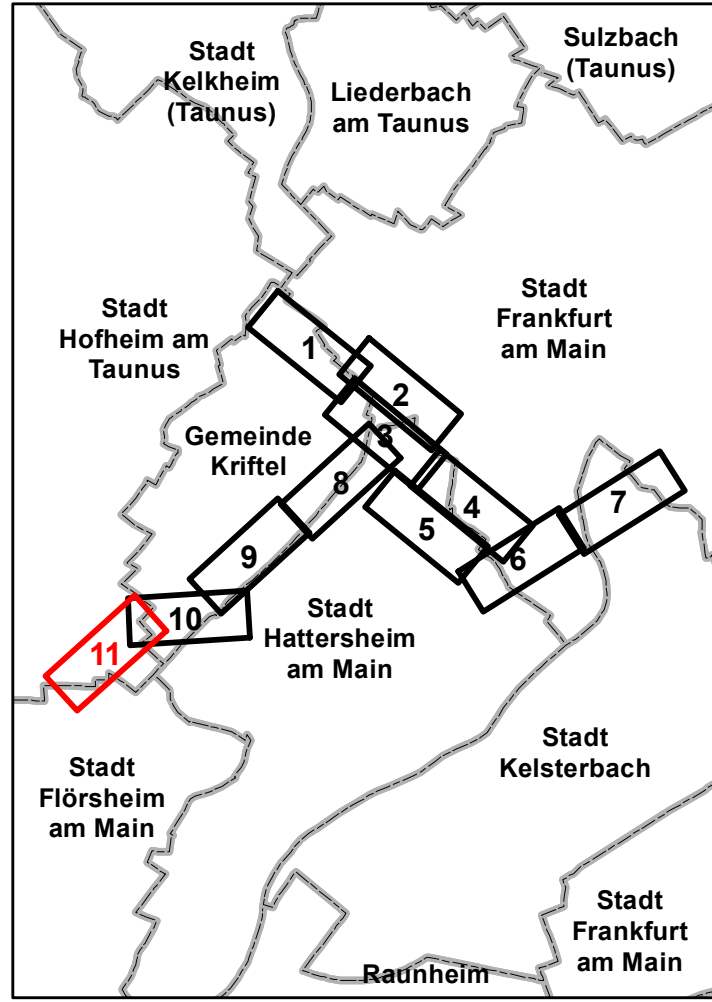 Stadt
Kelkheim
(Taunus)
Liederbach
am Taunus
Sulzbach
(Taunus)
Stadt
Hofheim am
Taunus
Stadt
Frankfurt
am Main
1
2
3
Gemeinde
Kriftel
8
4
5
7
6
9
10
11
Stadt
Hattersheim
am Main
Stadt
Flörsheim
am Main
Stadt
Kelsterbach
Stadt
Frankfurt
am Main
Raunheim